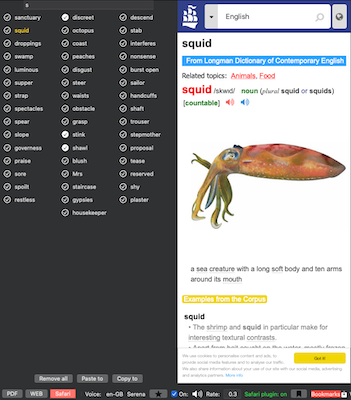 s
sanctuary
discreet
descend
squid
octopus
stab
droppings
coast
interferes
swamp
peaches
nonsense
luminous
disgust
burst open
supper
steer
sailor
straps
waists
handcuffs
spectacles
obstacle
shaft
spear
grasp
trouser
slope
stink
stepmother
governess
shawl
proposal
praise
blush
tease
sore
Mrs
reserved
spoilt
staircase
shy
restless
gypsies
plaster
housekeeper
Remove all
Paste to
Copy to
PDF
WEB
Safari
Voice:
en-GB
Serena
On:
Rate:
0.3
Safari plugin: on
Bookmarks
English
squid
From Longman Dictionary of Contemporary English
Related topics: Animals, Food
squid /skwɪd/ noun (plural squid or squids)
[countable]
a sea creature with a long soft body and ten arms
around its mouth
Examples from the Corpus
squid
• The shrimp and squid in particular make for
interesting textural contrasts.
We use cookies to personalise content and ads, to
provide social media features and to analyse our traffic.
We also share information about your use of our site with our social media, advertising
and analytics partners. More info
Got it!